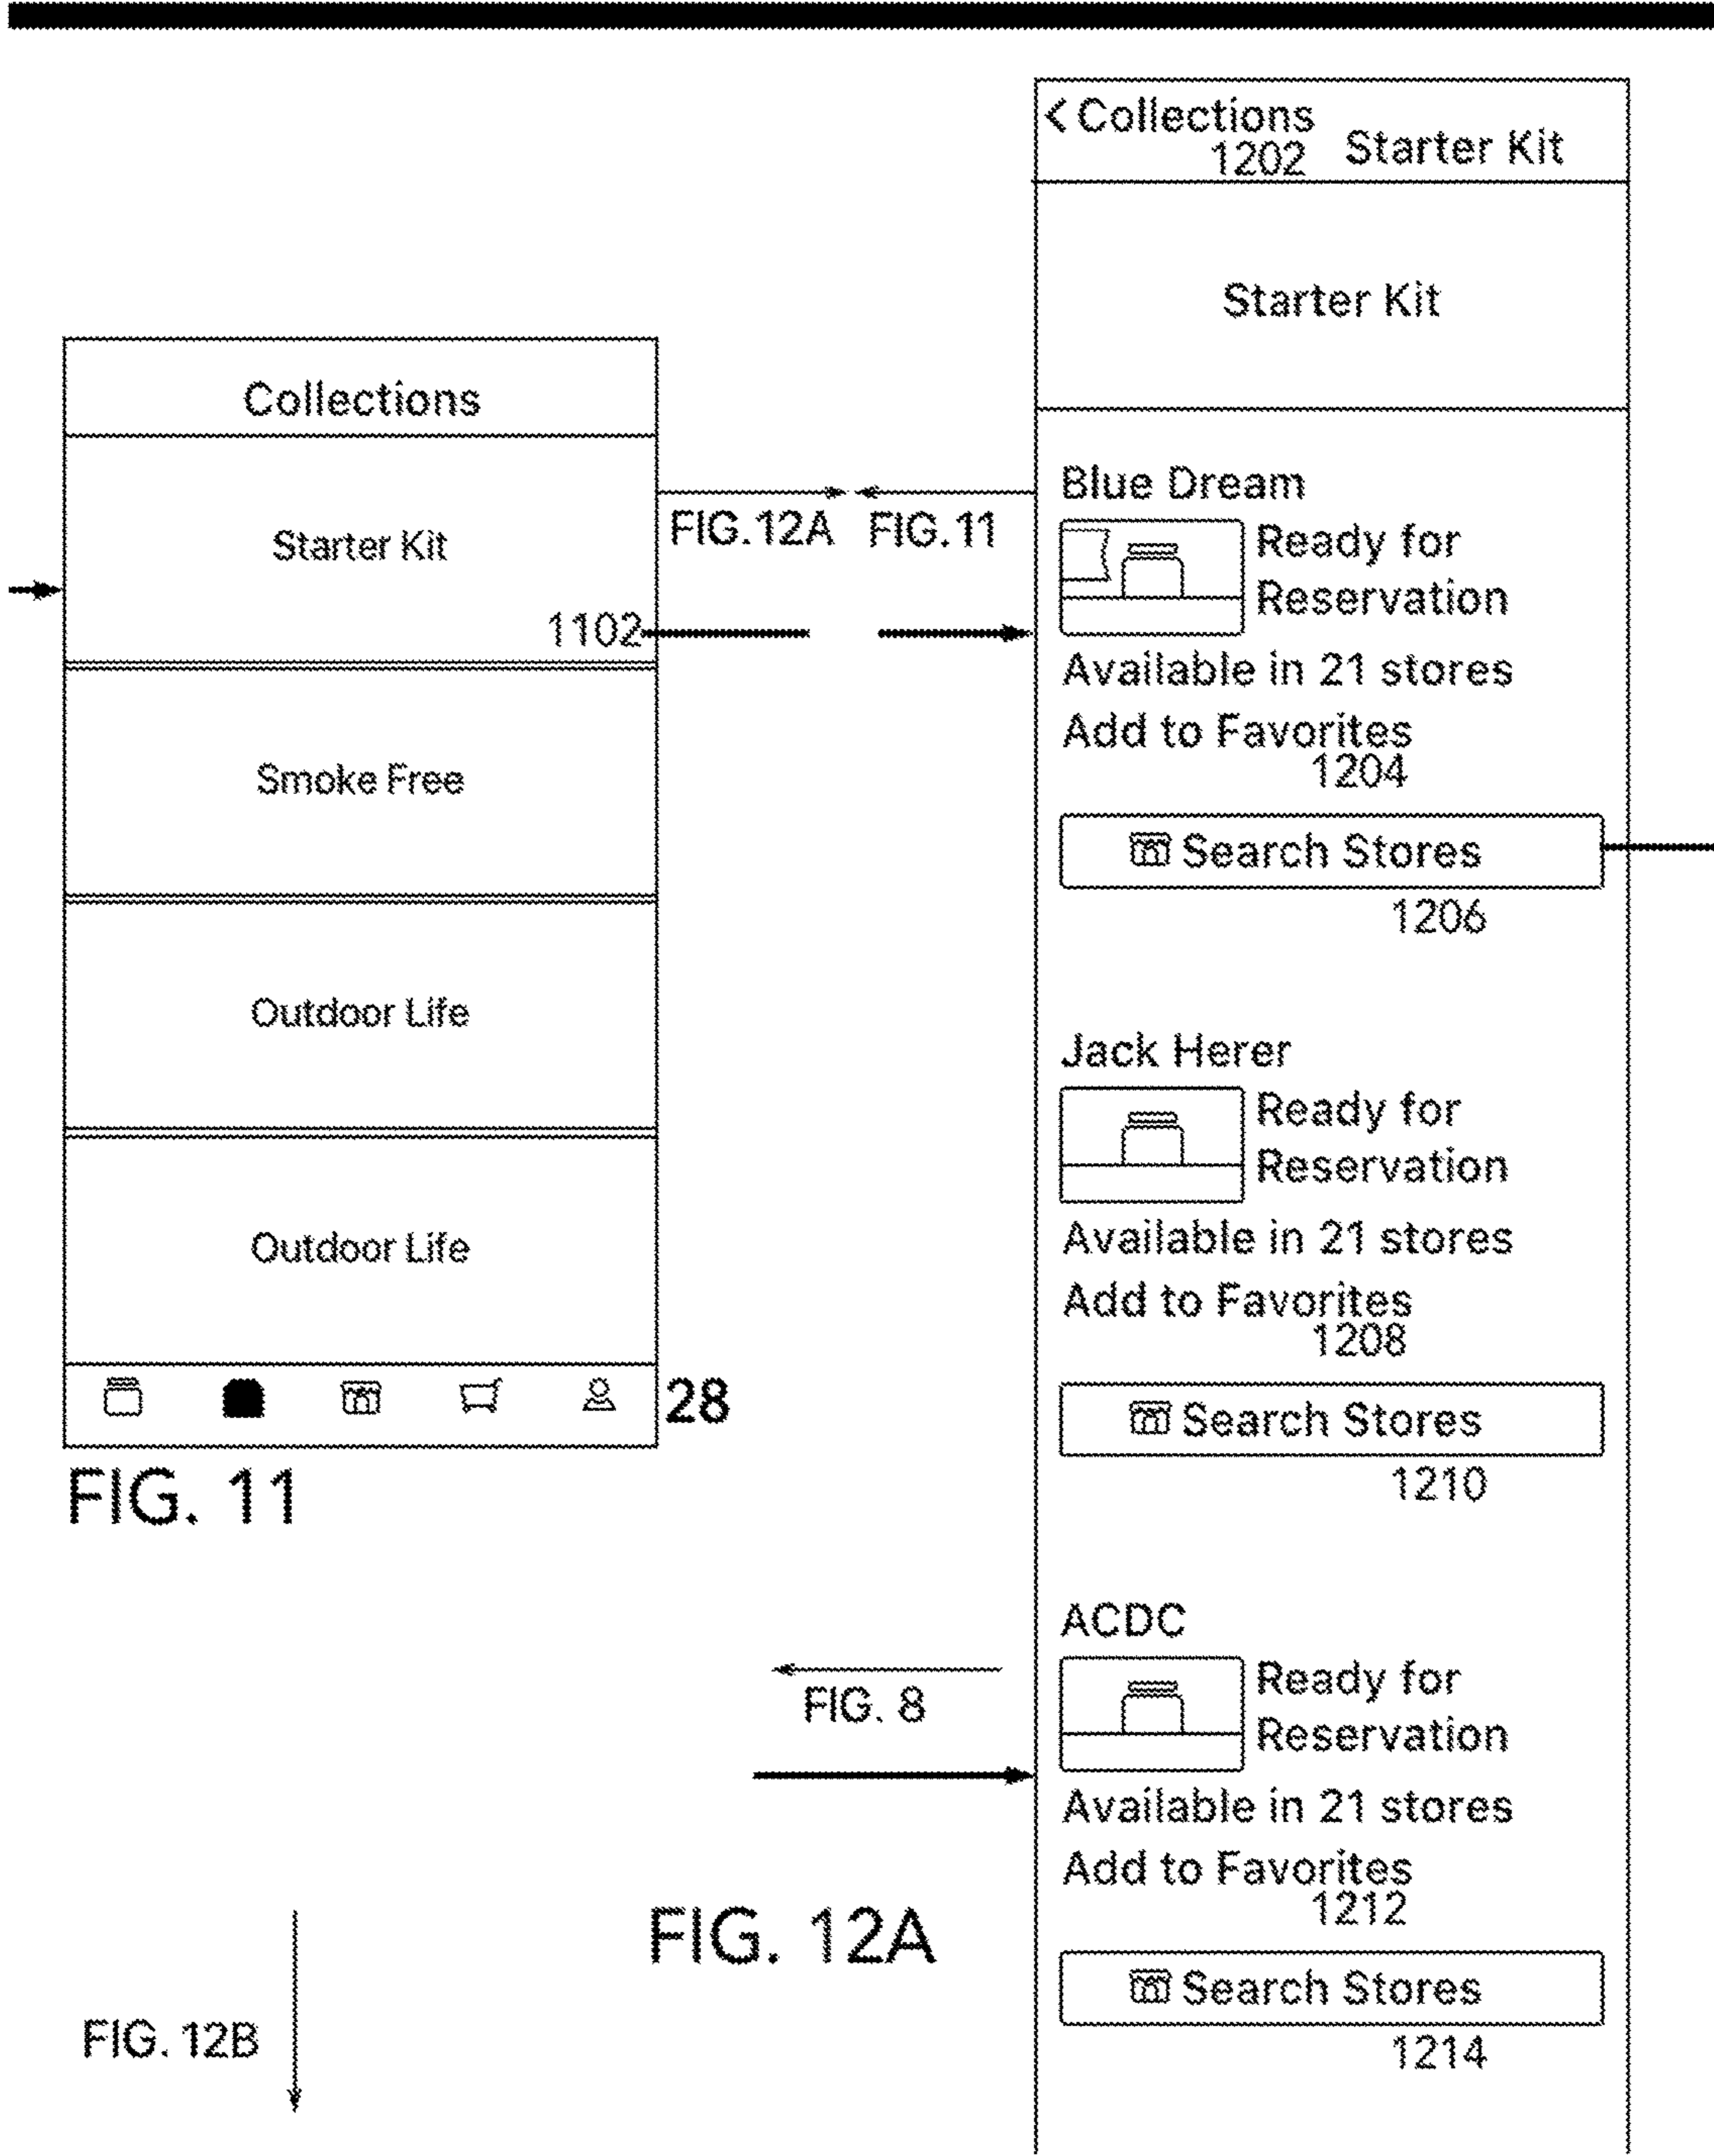 Collections
Starter Kit
1102
Smoke Free
Outdoor Life
Outdoor Life
28
FIG. 11
FIG.12A
FIG.11
< Collections
1202
Starter Kit
Starter Kit
Blue Dream
Ready for
Reservation
Available in 21 stores
Add to Favorites
1204
Search Stores
1206
Jack Herer
Ready for
Reservation
Available in 21 stores
Add to Favorites
1208
Search Stores
1210
ACDC
Ready for
Reservation
Available in 21 stores
Add to Favorites
1212
Search Stores
1214
FIG. 8
FIG. 12A
FIG. 12B